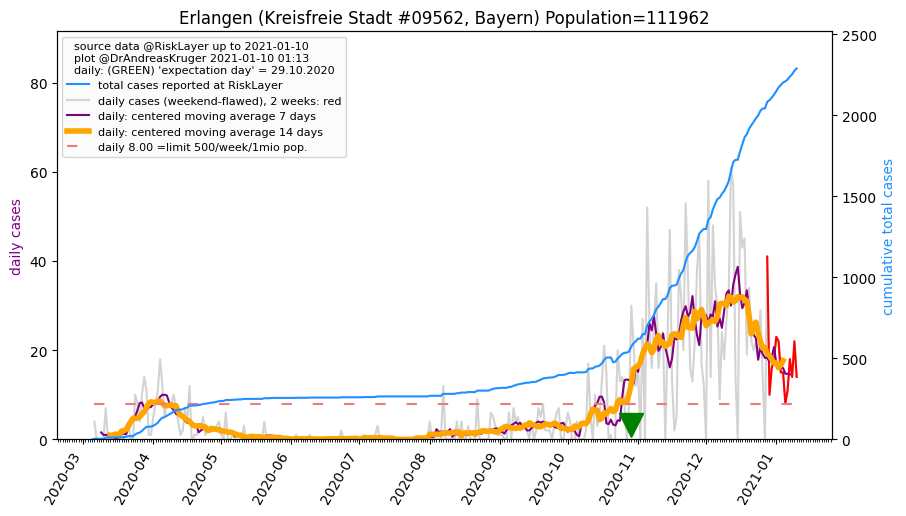 Erlangen (Kreisfreie Stadt #09562, Bayern) Population=111962
source data @RiskLayer up to 2021-01-10
plot @DrAndreasKruger 2021-01-10 01:13
daily: (GREEN) 'expectation day' = 29.10.2020
total cases reported at RiskLayer
daily cases (weekend-flawed), 2 weeks: red
daily: centered moving average 7 days
daily: centered moving average 14 days
daily 8.00 =limit 500/week/1mio pop.
daily cases
80
60
40
20
0
cumulative total cases
2500
2000
1500
1000
500
0
2020-03
2020-04
2020-05
2020-06
2020-07
2020-08
2020-09
2020-10
2020-11
2020-12
2021-01